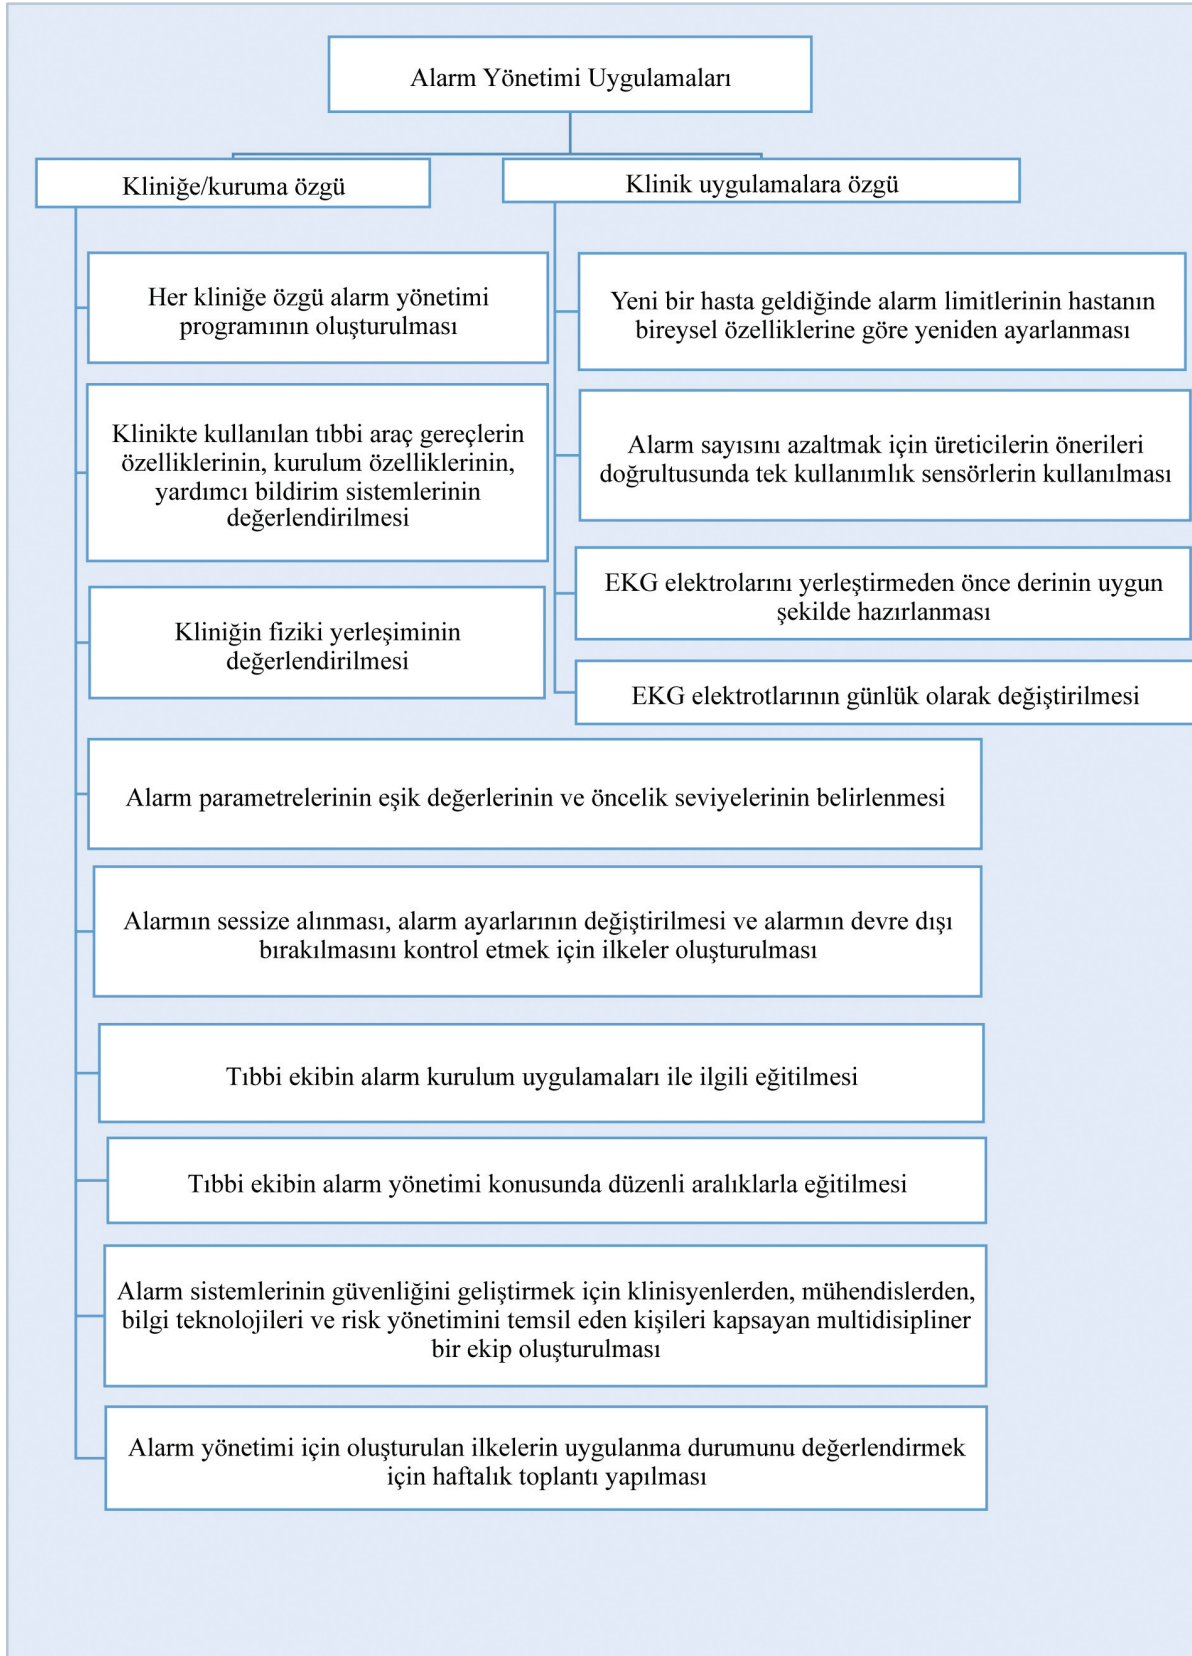 Alarm Yönetimi Uygulamaları
Kliniğe/kuruma özgü
Klinik uygulamalara özgü
Her kliniğe özgü alarm yönetimi
programının oluşturulması
Klinikte kullanılan tıbbi araç gereçlerin
özelliklerinin, kurulum özelliklerinin,
yardımcı bildirim sistemlerinin
değerlendirilmesi
Kliniğin fiziki yerleşiminin
değerlendirilmesi
Yeni bir hasta geldiğinde alarm limitlerinin hastanın
bireysel özelliklerine göre yeniden ayarlanması
Alarm sayısını azaltmak için üreticilerin önerileri
doğrultusunda tek kullanımlık sensörlerin kullanılması
EKG elektrolarını yerleştirmeden önce derinin uygun
şekilde hazırlanması
EKG elektrotlarının günlük olarak değiştirilmesi
Alarm parametrelerinin eşik değerlerinin ve öncelik seviyelerinin belirlenmesi
Alarmın sessize alınması, alarm ayarlarının değiştirilmesi ve alarmın devre dışı
bırakılmasını kontrol etmek için ilkeler oluşturulması
Tıbbi ekibin alarm kurulum uygulamaları ile ilgili eğitilmesi
Tıbbi ekibin alarm yönetimi konusunda düzenli aralıklarla eğitilmesi
Alarm sistemlerinin güvenliğini geliştirmek için klinisyenlerden, mühendislerden,
bilgi teknolojileri ve risk yönetimini temsil eden kişileri kapsayan multidisipliner
bir ekip oluşturulması
Alarm yönetimi için oluşturulan ilkelerin uygulanma durumunu değerlendirmek
için haftalık toplantı yapılması